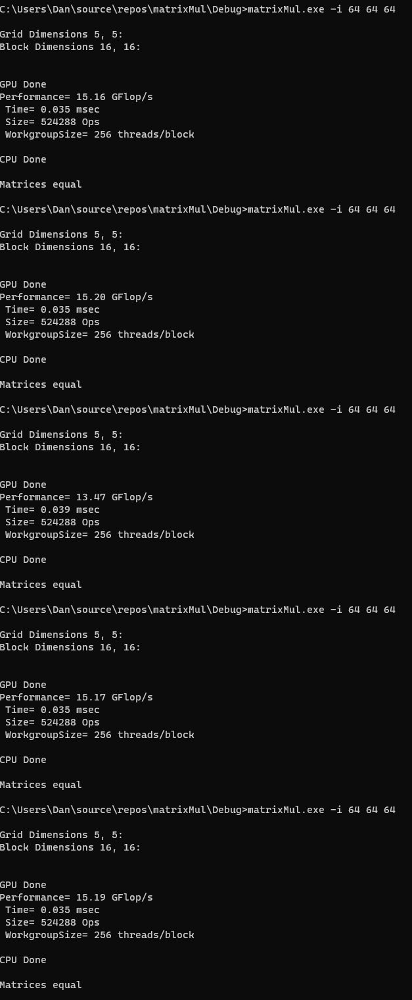 C:\Users\Dan\source\repos\matrixMul\Debug>matrixMul.exe -i 64 64 64
Grid Dimensions 5, 5:
Block Dimensions 16, 16:
GPU Done
Performance= 15.16 GFlop/s
Time= 0.035 msec
Size= 524288 Ops
WorkgroupSize= 256 threads/block
CPU Done
Matrices equal
C:\Users\Dan\source\repos\matrixMul\Debug>matrixMul.exe -i 64 64 64
Grid Dimensions 5, 5:
Block Dimensions 16, 16:
GPU Done
Performance= 15.20 GFlop/s
Time= 0.035 msec
Size= 524288 Ops
WorkgroupSize= 256 threads/block
CPU Done
Matrices equal
C:\Users\Dan\source\repos\matrixMul\Debug>matrixMul.exe -i 64 64 64
Grid Dimensions 5, 5:
Block Dimensions 16, 16:
GPU Done
Performance= 13.47 GFlop/s
Time= 0.039 msec
Size= 524288 Ops
WorkgroupSize= 256 threads/block
CPU Done
Matrices equal
C:\Users\Dan\source\repos\matrixMul\Debug>matrixMul.exe -i 64 64 64
Grid Dimensions 5, 5:
Block Dimensions 16, 16:
GPU Done
Performance= 15.17 GFlop/s
Time= 0.035 msec
Size= 524288 Ops
WorkgroupSize= 256 threads/block
CPU Done
Matrices equal
C:\Users\Dan\source\repos\matrixMul\Debug>matrixMul.exe -i 64 64 64
Grid Dimensions 5, 5:
Block Dimensions 16, 16:
GPU Done
Performance= 15.19 GFlop/s
Time= 0.035 msec
Size= 524288 Ops
WorkgroupSize= 256 threads/block
CPU Done
Matrices equal